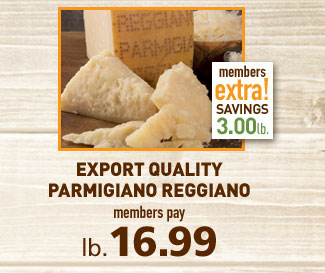 REGGIANO
PARMIGIA
members
extra!
SAVINGS
3.00lb.
EXPORT QUALITY
PARMIGIANO REGGIANO
members pay
lb. 16.99